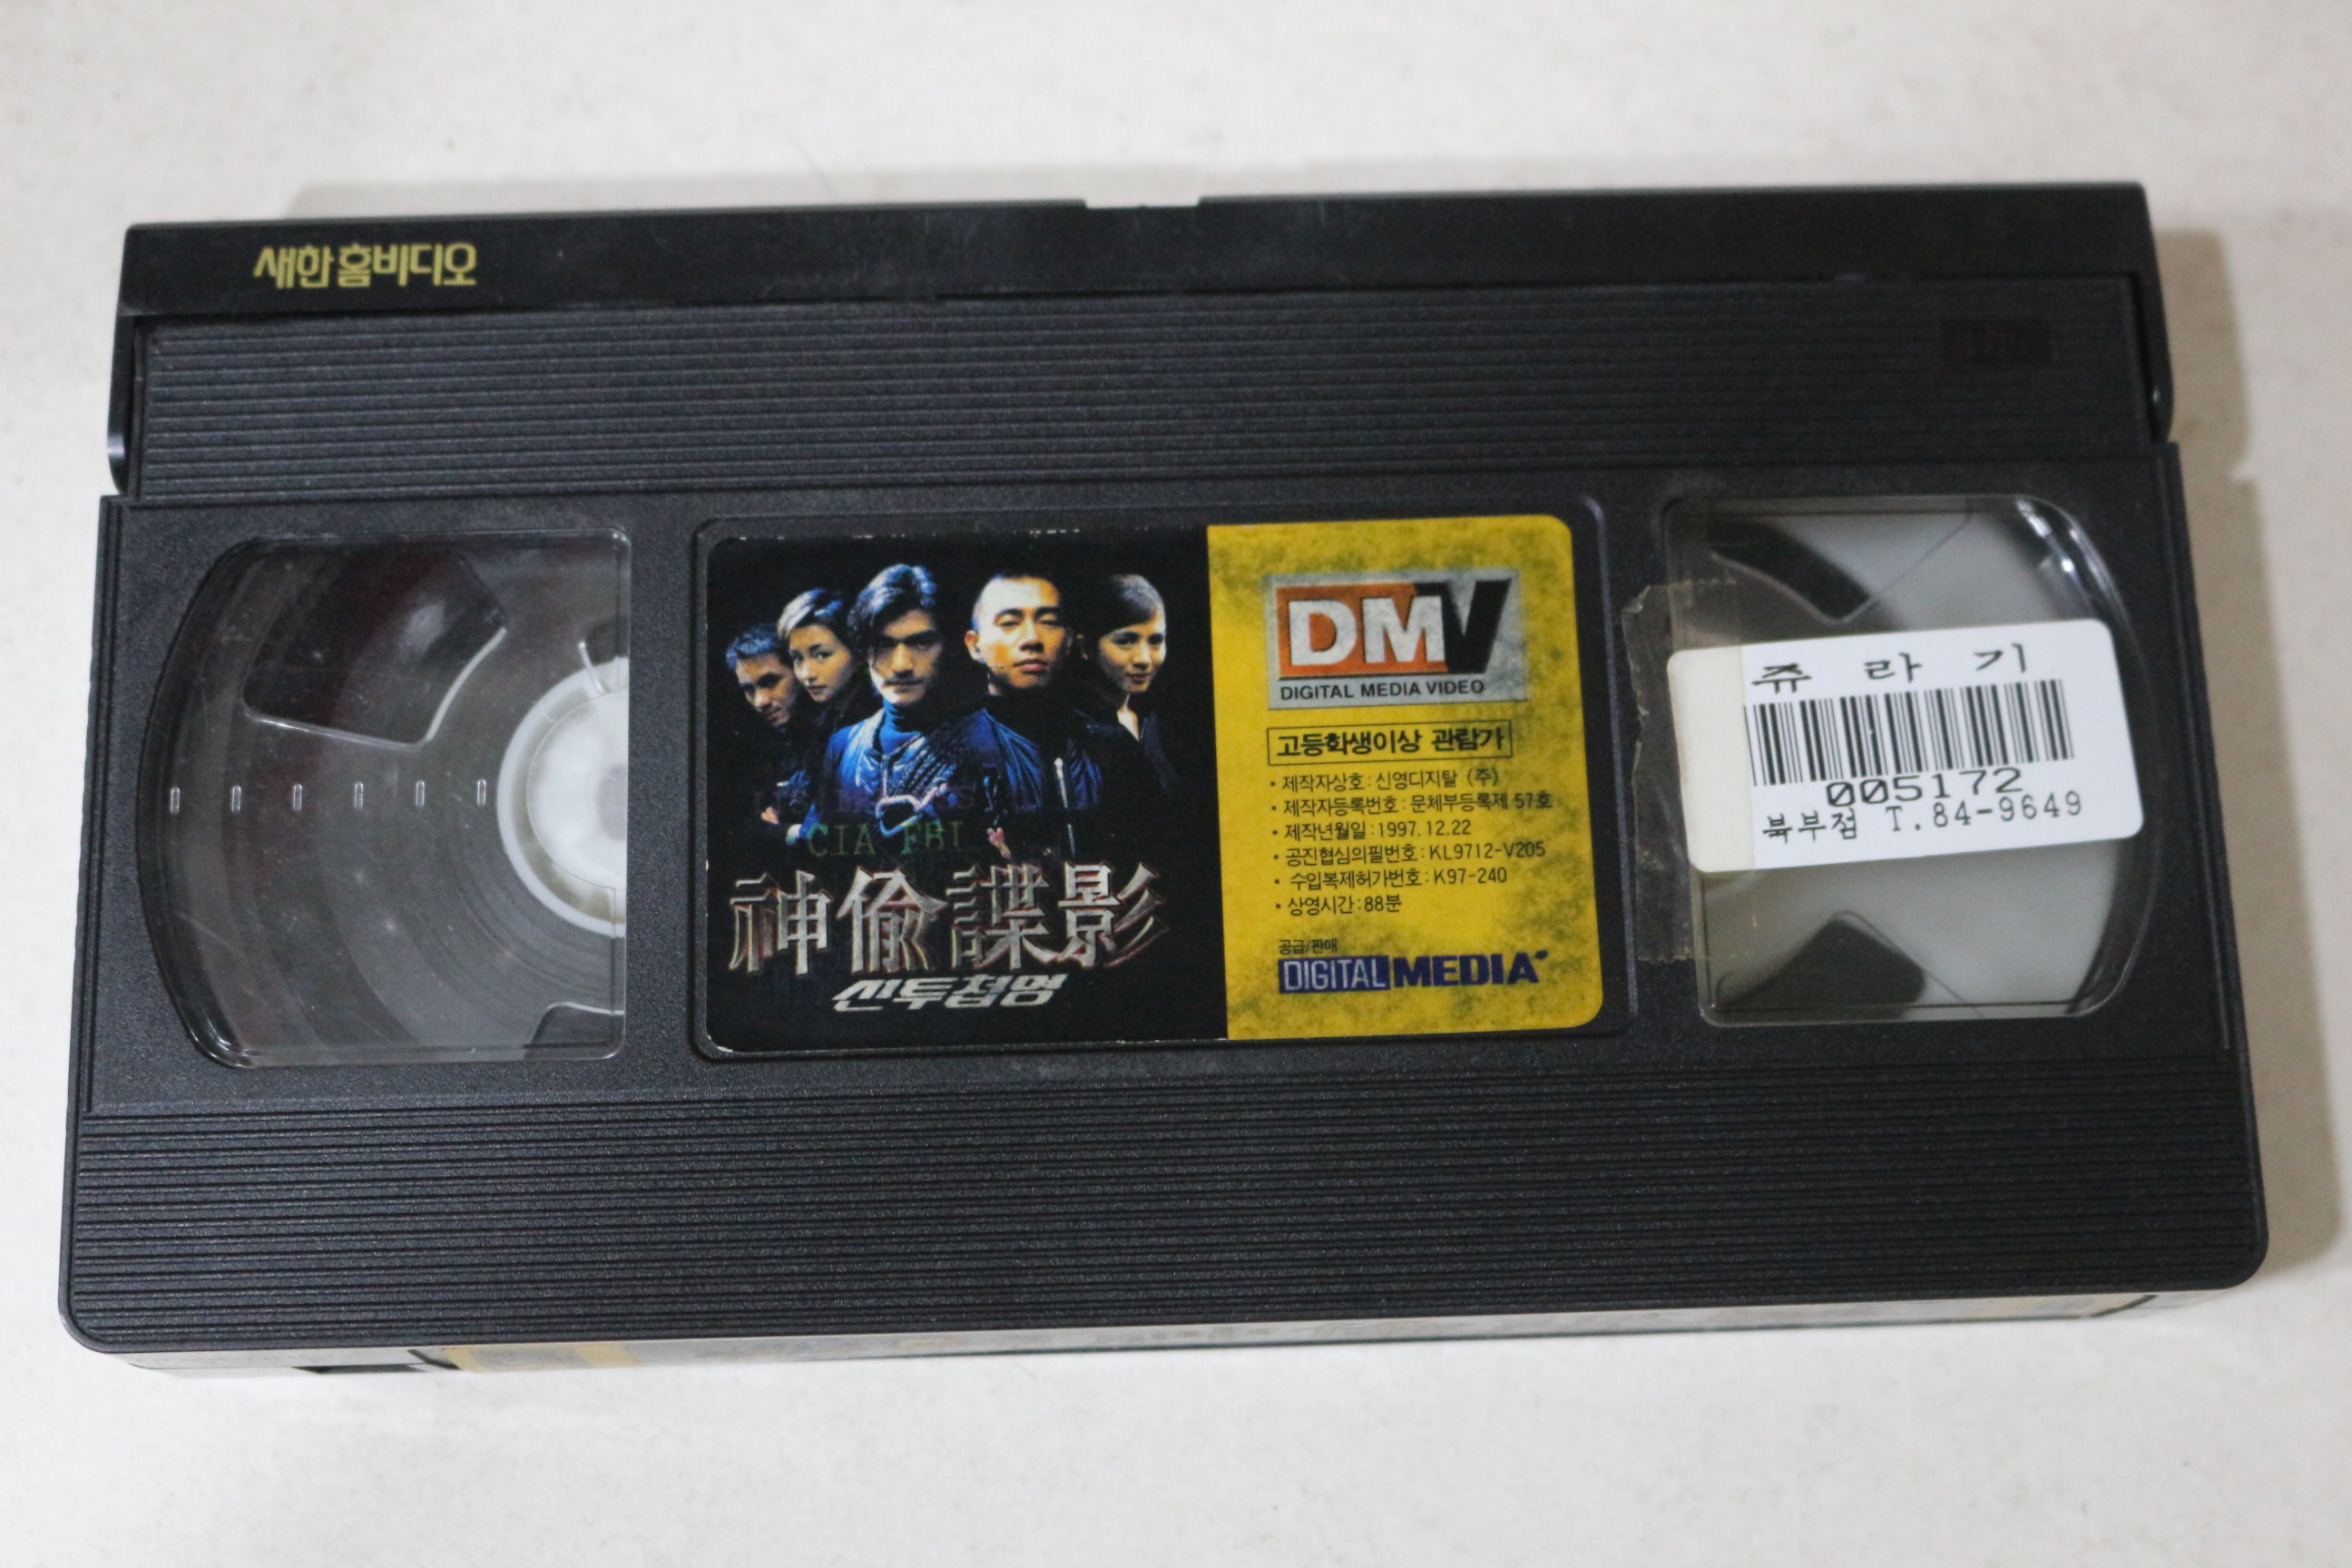 새한홈비디오
CIA FBI
神偸諜影
신투첩영
DMV
DIGITAL MEDIA VIDEO
고등학생이상 관람가
• 제작자상호 : 신영디지탈 (주)
• 제작자등록번호 : 문체부등록제 57호
• 제작년월일 : 1997.12.22
• 공진협심의필번호 : KL9712-V205
• 수입복제허가번호 : K97-240
• 상영시간 : 88분
공급/판매
DIGITAL MEDIA
쥬 라 기
005172
북부점 T.84-9649